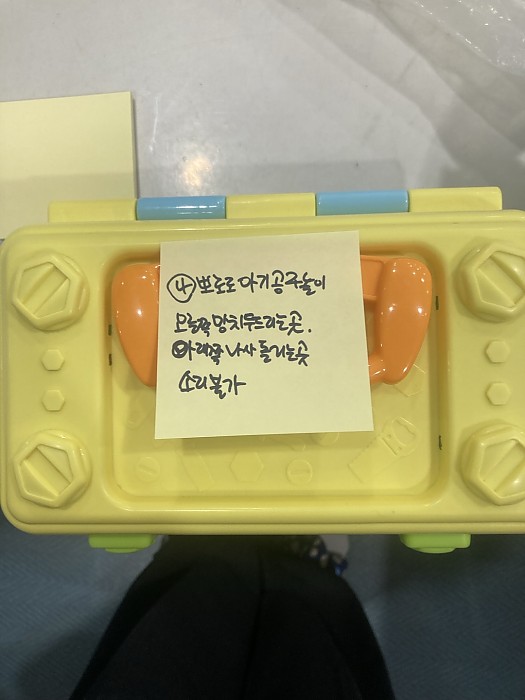 ④ 뽀로로 아기공구놀이
오른쪽 망치두드리는곳.
아래쪽 나사 돌리는곳
소리불가